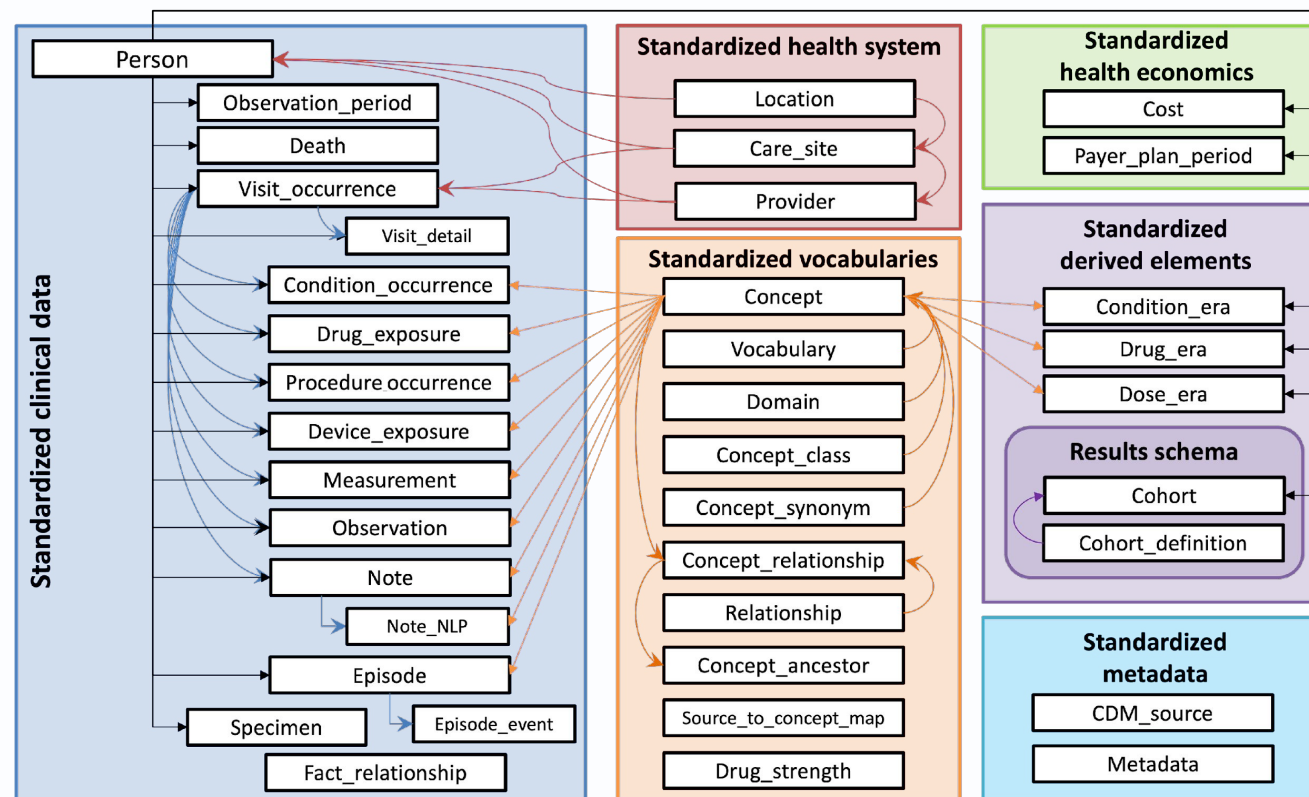 Standardized clinical data
Person
Observation_period
Death
Visit_occurrence
Visit_detail
Condition_occurrence
Drug_exposure
Procedure occurrence
Device_exposure
Measurement
Observation
Note
Note_NLP
Episode
Episode_event
Specimen
Fact_relationship
Standardized health system
Location
Care_site
Provider
Standardized vocabularies
Concept
Vocabulary
Domain
Concept_class
Concept_synonym
Concept_relationship
Relationship
Concept_ancestor
Source_to_concept_map
Drug_strength
Standardized
health economics
Cost
Payer_plan_period
Standardized
derived elements
Condition_era
Drug_era
Dose_era
Results schema
Cohort
Cohort_definition
Standardized
metadata
CDM_source
Metadata